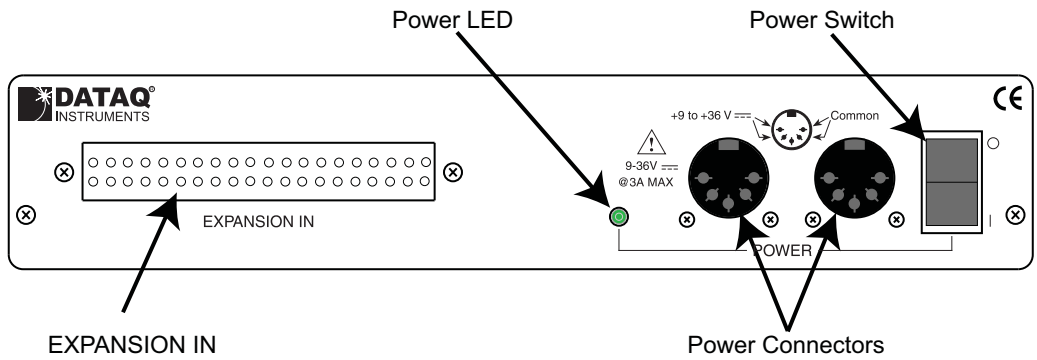 Power LED
Power Switch
DATAQ®
INSTRUMENTS
CE
+9 to +36 V
Common
9-36V
@3A MAX
EXPANSION IN
POWER
EXPANSION IN
Power Connectors